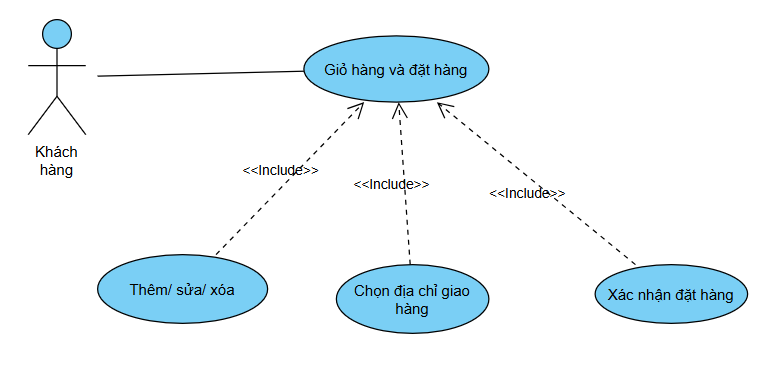 Giỏ hàng và đặt hàng
Khách
hàng
<<Include>>
<<Include>>
<<Include>>
Thêm/ sửa/ xóa
Chọn địa chỉ giao
hàng
Xác nhận đặt hàng